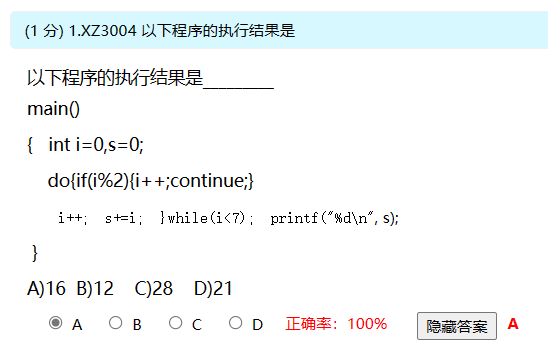 (1 分) 1.XZ3004 以下程序的执行结果是
以下程序的执行结果是_________
main()
{ int i=0,s=0;
do{if(i%2){i++;continue;}
i++; s+=i; }while(i<7); printf("%d\n", s);
}
A)16 B)12 C)28 D)21
A B C D 正确率：100% 隐藏答案 A